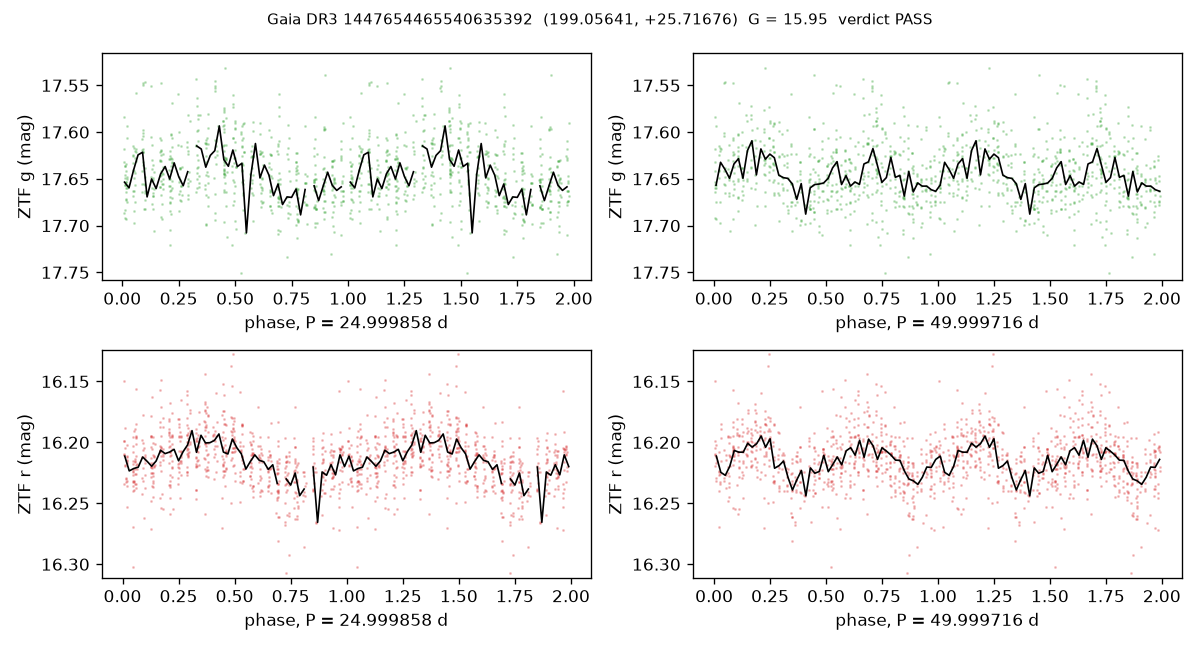 Gaia DR3 1447654465540635392  (199.05641, +25.71676)  G = 15.95  verdict PASS
ZTF g (mag)
17.55
17.60
17.65
17.70
17.75
0.00 0.25 0.50 0.75 1.00 1.25 1.50 1.75 2.00
phase, P = 24.999858 d
ZTF g (mag)
17.55
17.60
17.65
17.70
17.75
0.00 0.25 0.50 0.75 1.00 1.25 1.50 1.75 2.00
phase, P = 49.999716 d
ZTF r (mag)
16.15
16.20
16.25
16.30
0.00 0.25 0.50 0.75 1.00 1.25 1.50 1.75 2.00
phase, P = 24.999858 d
ZTF r (mag)
16.15
16.20
16.25
16.30
0.00 0.25 0.50 0.75 1.00 1.25 1.50 1.75 2.00
phase, P = 49.999716 d